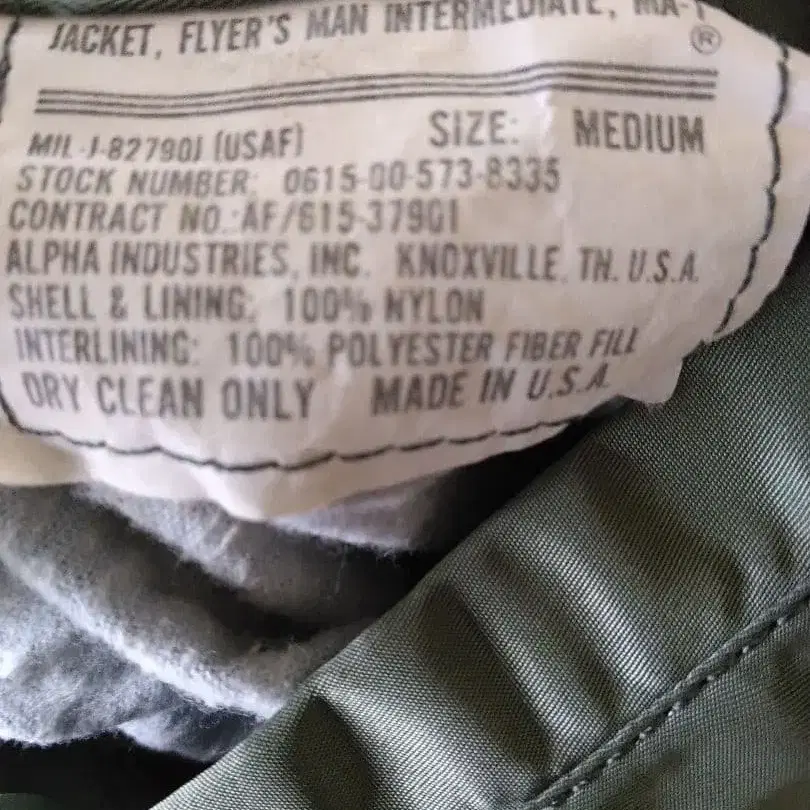 JACKET, FLYER'S MAN INTERMEDIATE, MA-1
®
MIL-J-82790J (USAF) SIZE: MEDIUM
STOCK NUMBER: 0615-00-573-8335
CONTRACT NO.:AF/615-37901
ALPHA INDUSTRIES, INC. KNOXVILLE, TN. U.S.A.
SHELL & LINING: 100% NYLON
INTERLINING: 100% POLYESTER FIBER FILL
DRY CLEAN ONLY MADE IN U.S.A.